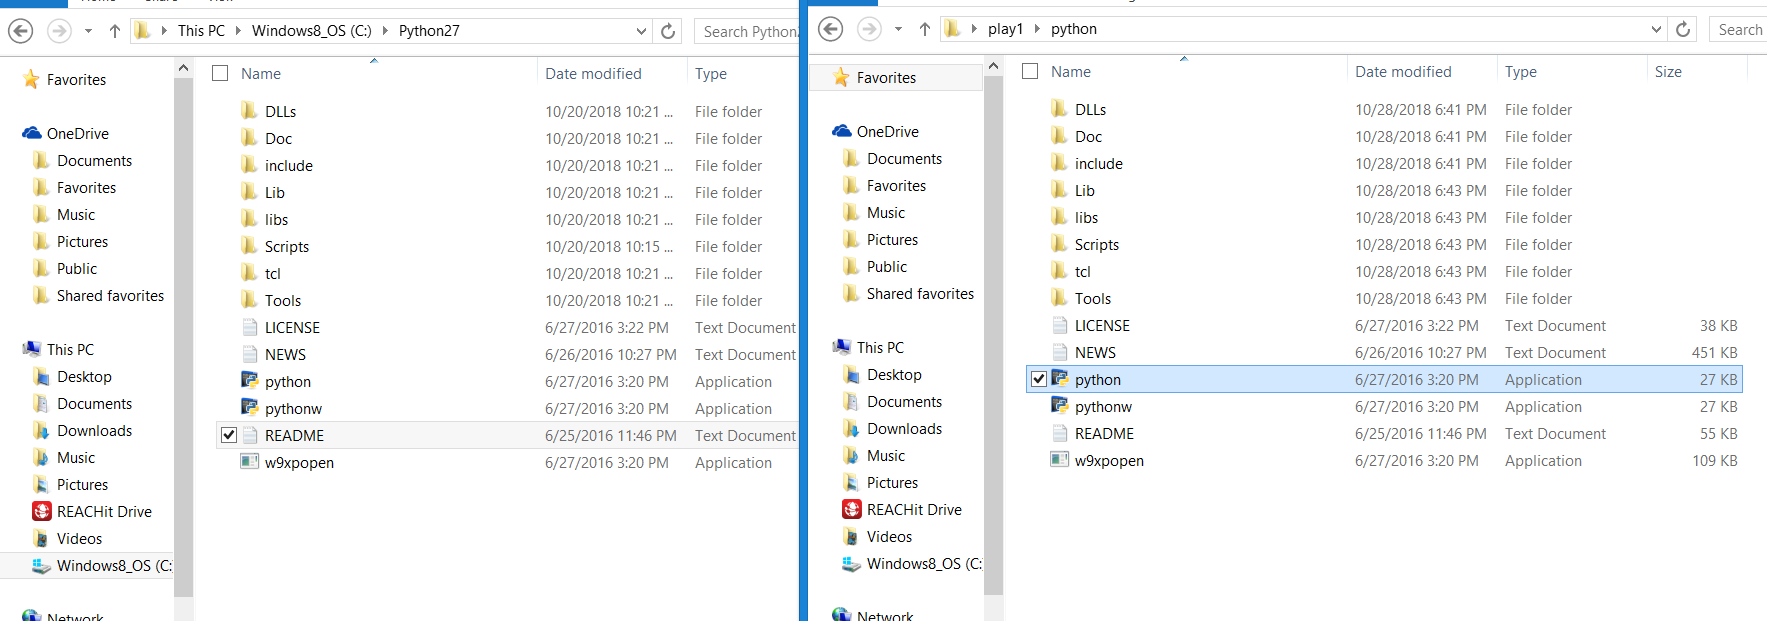 This PC Windows8_OS (C:) Python27
Search Python2
Favorites
OneDrive
Documents
Favorites
Music
Pictures
Public
Shared favorites
This PC
Desktop
Documents
Downloads
Music
Pictures
REACHit Drive
Videos
Windows8_OS (C:)
Network
Name Date modified Type
DLLs 10/20/2018 10:21 ... File folder
Doc 10/20/2018 10:21 ... File folder
include 10/20/2018 10:21 ... File folder
Lib 10/20/2018 10:21 ... File folder
libs 10/20/2018 10:21 ... File folder
Scripts 10/20/2018 10:15 ... File folder
tcl 10/20/2018 10:21 ... File folder
Tools 10/20/2018 10:21 ... File folder
LICENSE 6/27/2016 3:22 PM Text Document
NEWS 6/26/2016 10:27 PM Text Document
python 6/27/2016 3:20 PM Application
pythonw 6/27/2016 3:20 PM Application
README 6/25/2016 11:46 PM Text Document
w9xpopen 6/27/2016 3:20 PM Application
play1 python
Search
Favorites
OneDrive
Documents
Favorites
Music
Pictures
Public
Shared favorites
This PC
Desktop
Documents
Downloads
Music
Pictures
REACHit Drive
Videos
Windows8_OS (C:
Network
Name Date modified Type Size
DLLs 10/28/2018 6:41 PM File folder
Doc 10/28/2018 6:41 PM File folder
include 10/28/2018 6:41 PM File folder
Lib 10/28/2018 6:43 PM File folder
libs 10/28/2018 6:43 PM File folder
Scripts 10/28/2018 6:43 PM File folder
tcl 10/28/2018 6:43 PM File folder
Tools 10/28/2018 6:43 PM File folder
LICENSE 6/27/2016 3:22 PM Text Document 38 KB
NEWS 6/26/2016 10:27 PM Text Document 451 KB
python 6/27/2016 3:20 PM Application 27 KB
pythonw 6/27/2016 3:20 PM Application 27 KB
README 6/25/2016 11:46 PM Text Document 55 KB
w9xpopen 6/27/2016 3:20 PM Application 109 KB